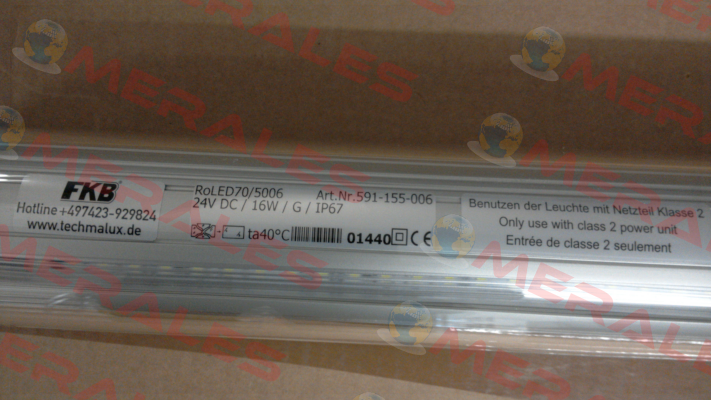 FKB
Hotline +497423-929824
www.techmalux.de
RoLED70/5006 Art.Nr.591-155-006
24V DC / 16W / G / IP67
ta40°C 01440 CE
Benutzen der Leuchte mit Netzteil Klasse 2
Only use with class 2 power unit
Entrée de classe 2 seulement
MERALES
MERALES
MERALES
MERALES
MERALES
MERALES